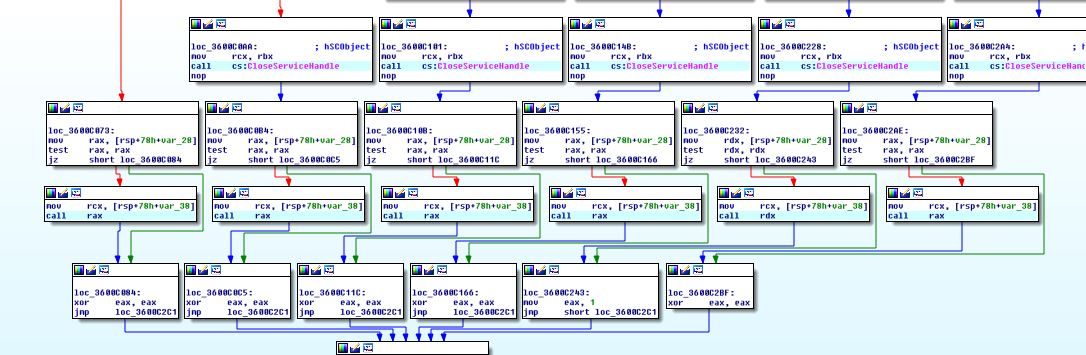 loc_3600C0AA: ; hSCObject
mov rcx, rbx
call cs:CloseServiceHandle
nop
loc_3600C101: ; hSCObject
mov rcx, rbx
call cs:CloseServiceHandle
nop
loc_3600C14B: ; hSCObject
mov rcx, rbx
call cs:CloseServiceHandle
nop
loc_3600C228: ; hSCObject
mov rcx, rbx
call cs:CloseServiceHandle
nop
loc_3600C2A4: ; h
mov rcx, rbx
call cs:CloseServiceHan
nop
loc_3600C073:
mov rax, [rsp+78h+var_28]
test rax, rax
jz short loc_3600C084
loc_3600C0B4:
mov rax, [rsp+78h+var_28]
test rax, rax
jz short loc_3600C0C5
loc_3600C10B:
mov rax, [rsp+78h+var_28]
test rax, rax
jz short loc_3600C11C
loc_3600C155:
mov rax, [rsp+78h+var_28]
test rax, rax
jz short loc_3600C166
loc_3600C232:
mov rdx, [rsp+78h+var_28]
test rdx, rdx
jz short loc_3600C243
loc_3600C2AE:
mov rax, [rsp+78h+var_28]
test rax, rax
jz short loc_3600C2BF
mov rcx, [rsp+78h+var_38]
call rax
mov rcx, [rsp+78h+var_38]
call rax
mov rcx, [rsp+78h+var_38]
call rax
mov rcx, [rsp+78h+var_38]
call rax
mov rcx, [rsp+78h+var_38]
call rdx
mov rcx, [rsp+78h+var_38]
call rax
loc_3600C084:
xor eax, eax
jmp loc_3600C2C1
loc_3600C0C5:
xor eax, eax
jmp loc_3600C2C1
loc_3600C11C:
xor eax, eax
jmp loc_3600C2C1
loc_3600C166:
xor eax, eax
jmp loc_3600C2C1
loc_3600C243:
mov eax, 1
jmp short loc_3600C2C1
loc_3600C2BF:
xor eax, eax